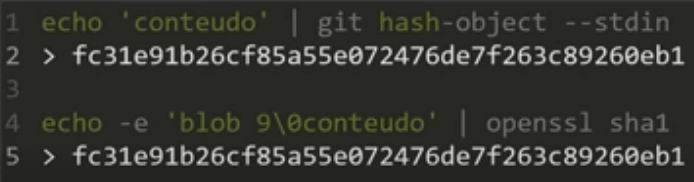 1 echo 'conteudo' | git hash-object --stdin
2 > fc31e91b26cf85a55e072476de7f263c89260eb1
3
4 echo -e 'blob 9\0conteudo' | openssl sha1
5 > fc31e91b26cf85a55e072476de7f263c89260eb1